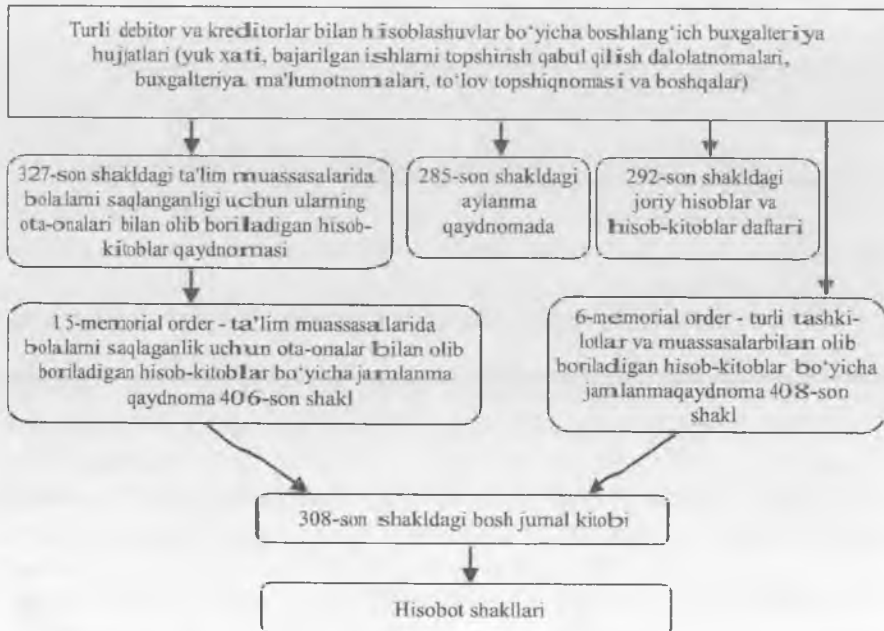 Turli debitor va kreditorlar bilan hisoblashuvlar bo‘yicha boshlang‘ich buxgalteriya
hujjatlari (yuk xati, bajarilgan ishlarni topshirish qabul qilish dalolatnomalari,
buxgalteriya ma’lumotnomalari, to‘lov topshiqnomasi va boshqalar)
327-son shakldagi ta’lim muassasalarida
bolalarni saqlanganligi uchun ularning
ota-onalari bilan olib boriladigan hisob-
kitoblar qaydnomasi
285-son shakldagi
aylanma
qaydnomada
292-son shakldagi
joriy hisoblar va
hisob-kitoblar daftari
15-memorial order - ta’lim muassasalarida
bolalarni saqlaganlik uchun ota-onalar bilan olib
boriladigan hisob-kitoblar bo‘yicha jamlanma
qaydnoma 406-son shakl
6-memorial order - turli tashki-
lotlar va muassasalarbilan olib
boriladigan hisob-kitoblar bo‘yicha
jamlanmaqaydnoma 408-son
shakl
308-son shakldagi bosh jurnal kitobi
Hisobot shakllari